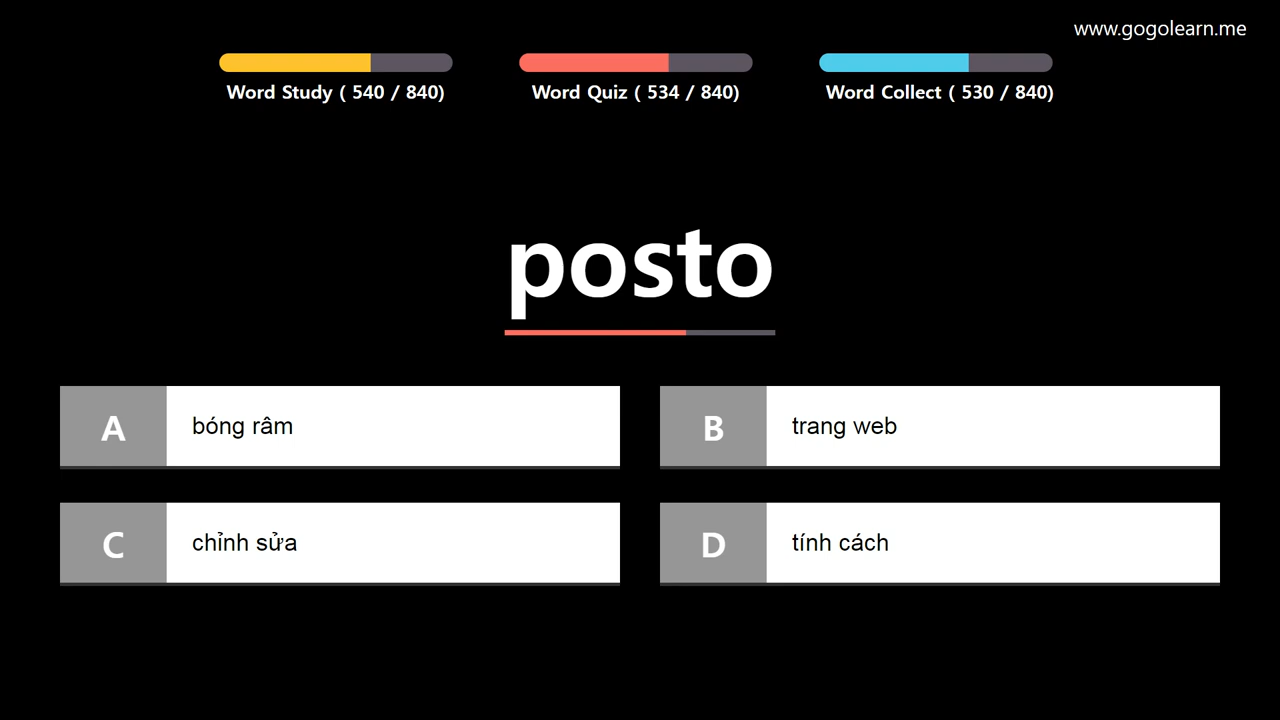 www.gogolearn.me
Word Study ( 540 / 840)
Word Quiz ( 534 / 840)
Word Collect ( 530 / 840)
posto
A bóng râm
B trang web
C chỉnh sửa
D tính cách